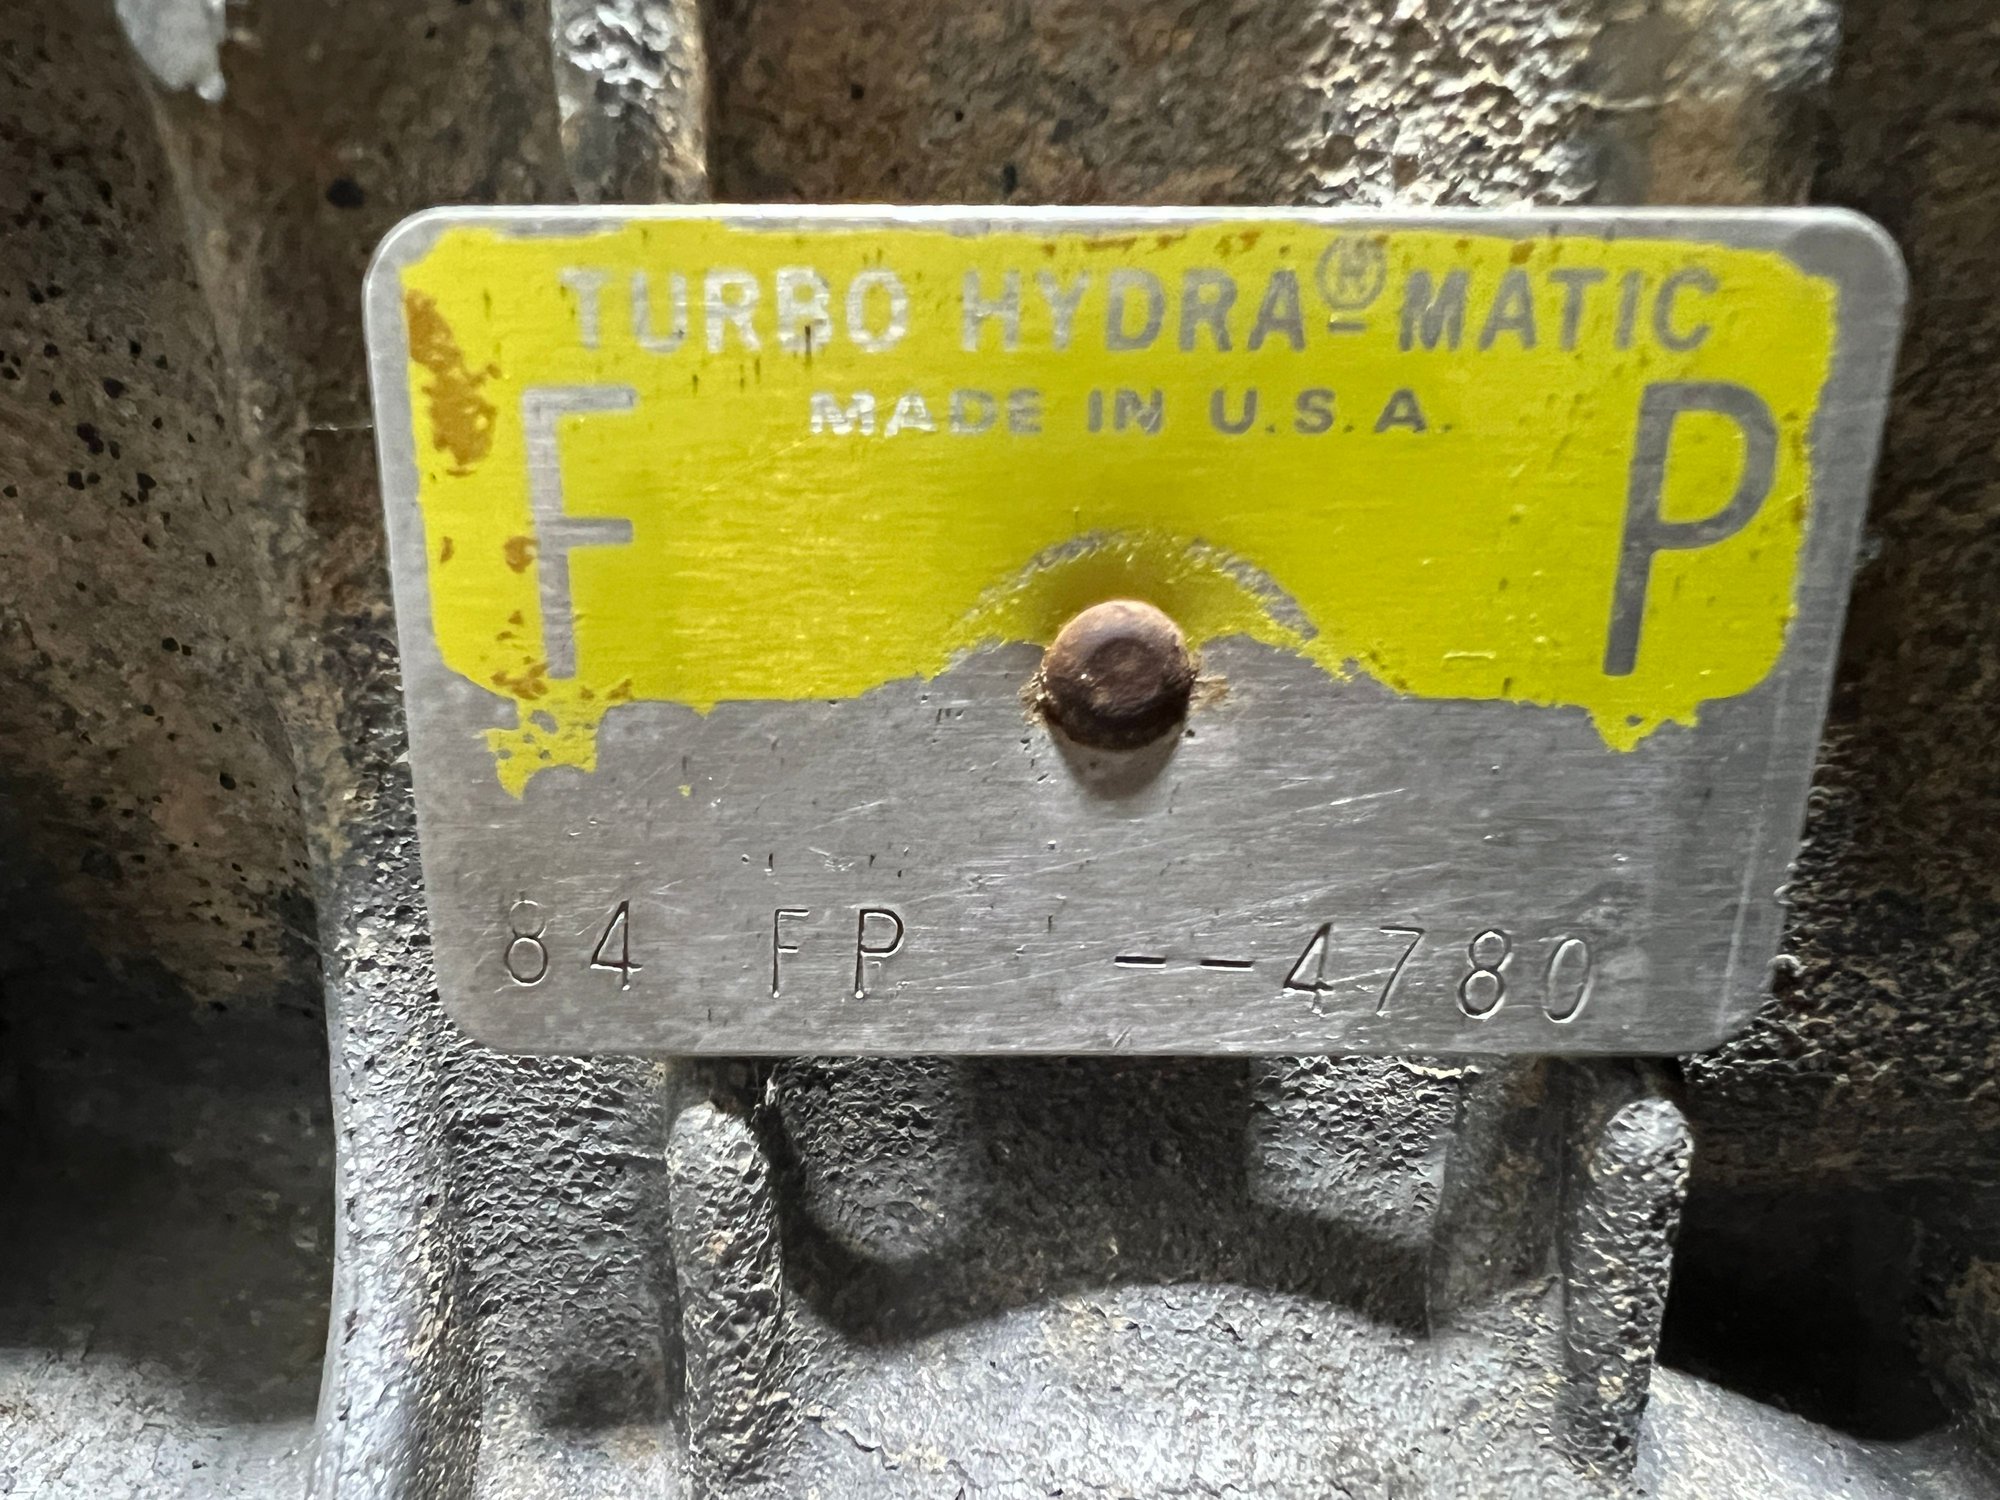 TURBO HYDRA-MATIC
MADE IN U.S.A.
F P
84 FP --4780